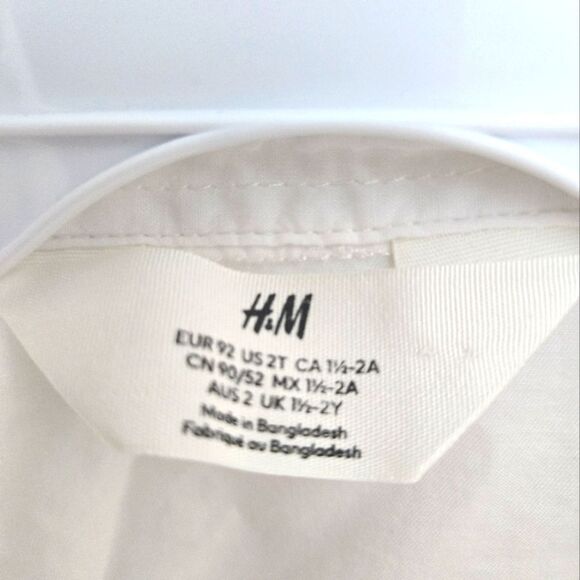 H&M
EUR 92 US 2T CA 1½-2A
CN 90/52 MX 1½-2A
AUS 2 UK 1½-2Y
Made in Bangladesh
Fabriqué au Bangladesh